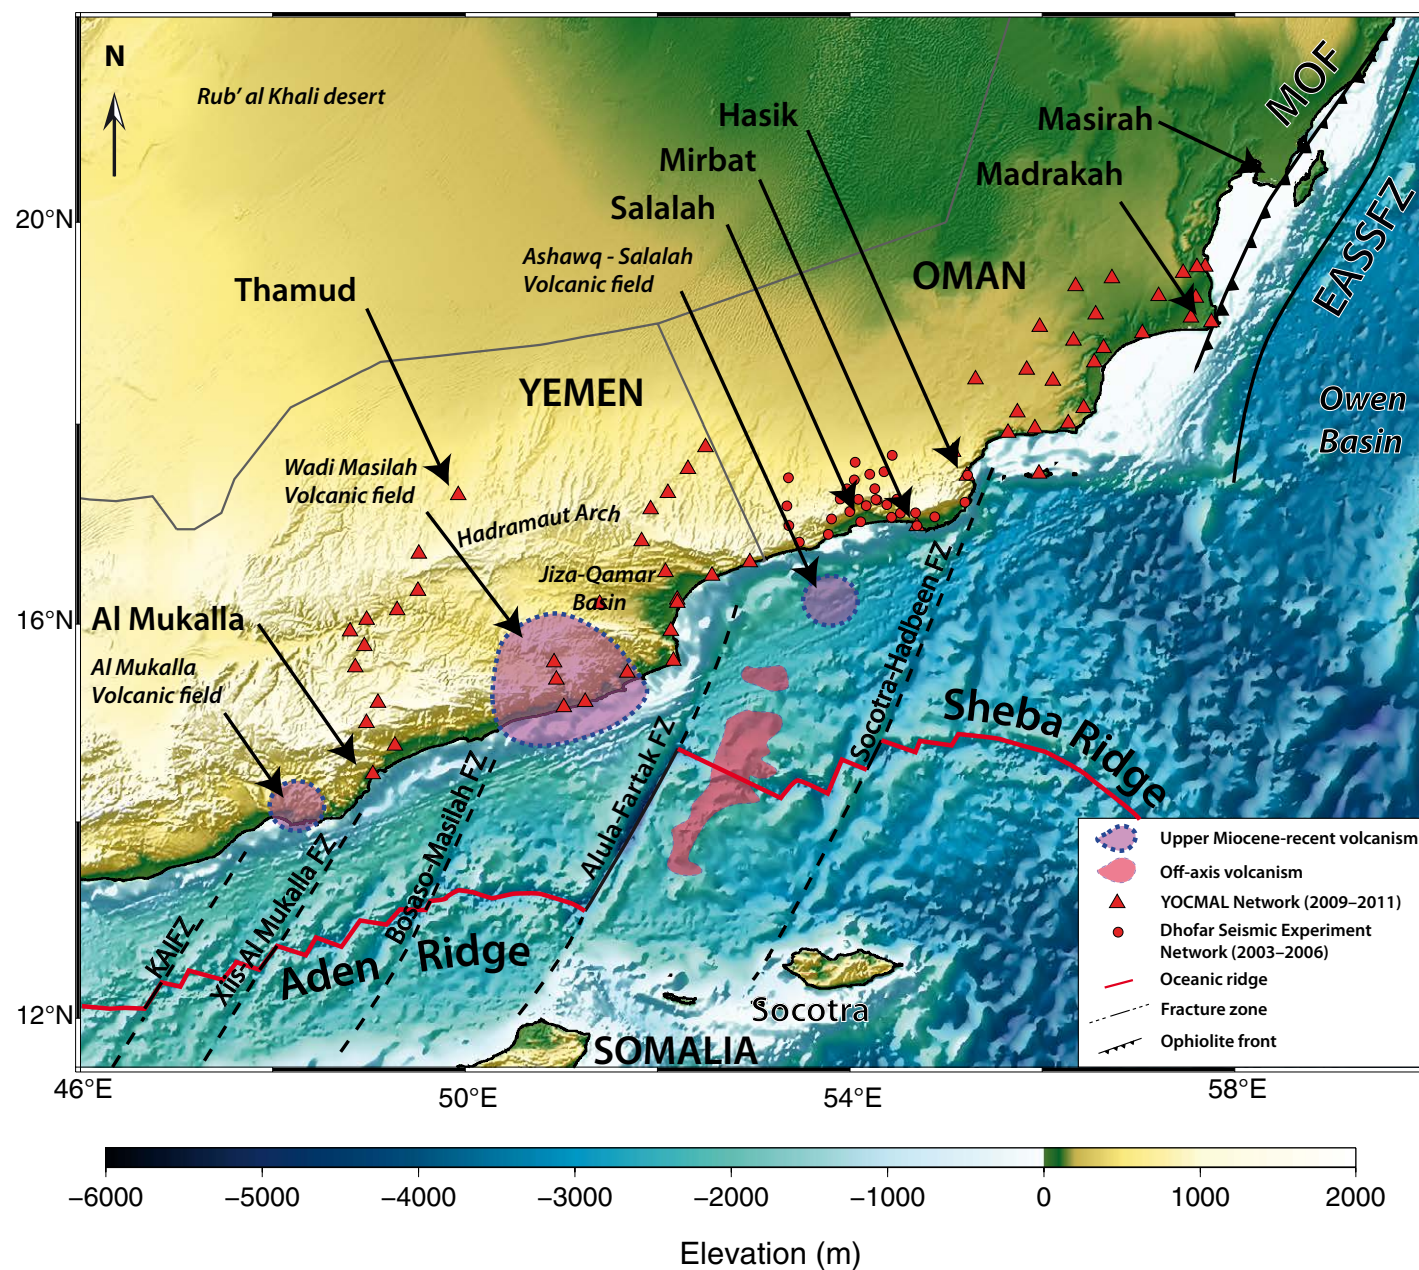 N
Rub' al Khali desert
Hasik
Mirbat
Salalah
Masirah
Madrakah
MOF
EASSFZ
20°N
Ashawq - Salalah
Volcanic field
OMAN
Thamud
YEMEN
Owen
Basin
Wadi Masilah
Volcanic field
Hadramaut Arch
Jiza-Qamar
Basin
16°N
Al Mukalla
Al Mukalla
Volcanic field
Socotra-Hadbeen FZ
Sheba Ridge
Alula-Fartak FZ
Bosaso-Masilah FZ
Xiis-Al Mukalla FZ
KAIFZ
Aden Ridge
12°N
Socotra
SOMALIA
Upper Miocene-recent volcanism
Off-axis volcanism
YOCMAL Network (2009–2011)
Dhofar Seismic Experiment
Network (2003–2006)
Oceanic ridge
Fracture zone
Ophiolite front
46°E
50°E
54°E
58°E
−6000
−5000
−4000
−3000
−2000
−1000
0
1000
2000
Elevation (m)